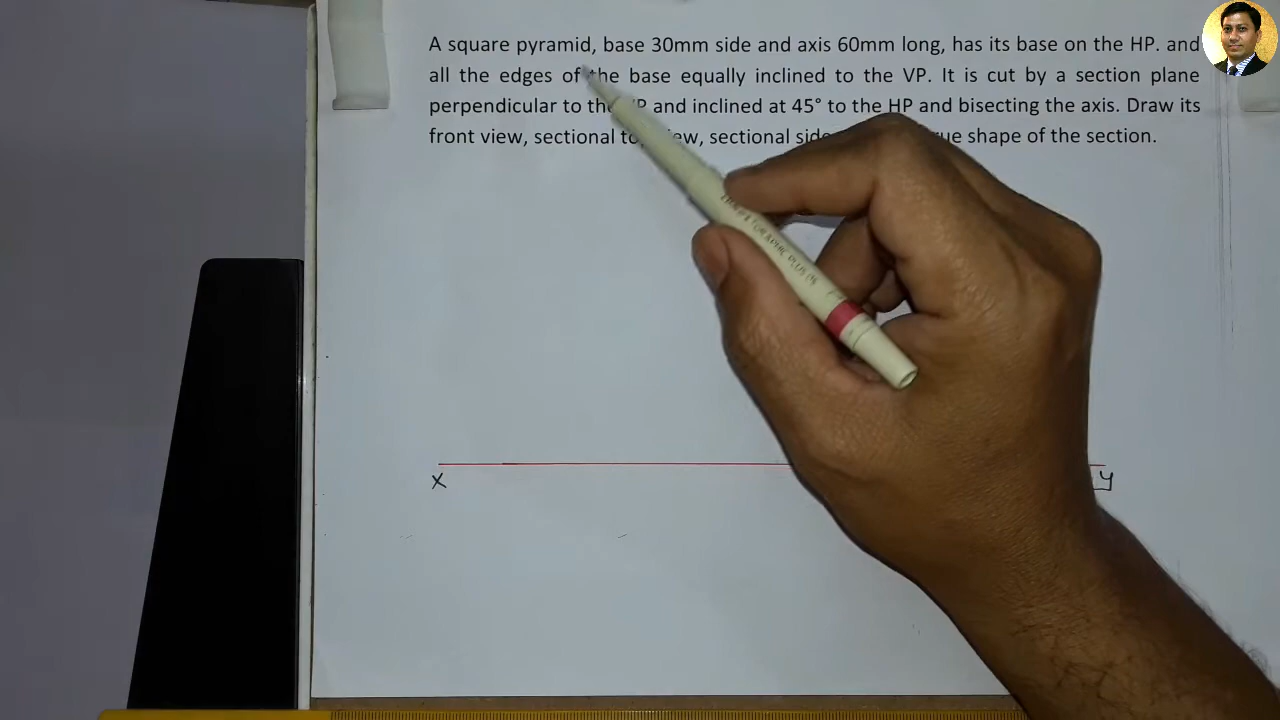 A square pyramid, base 30mm side and axis 60mm long, has its base on the HP. and
all the edges of the base equally inclined to the VP. It is cut by a section plane
perpendicular to the and inclined at 45° to the HP and bisecting the axis. Draw its
front view, sectional sectional shape of the section.
X y